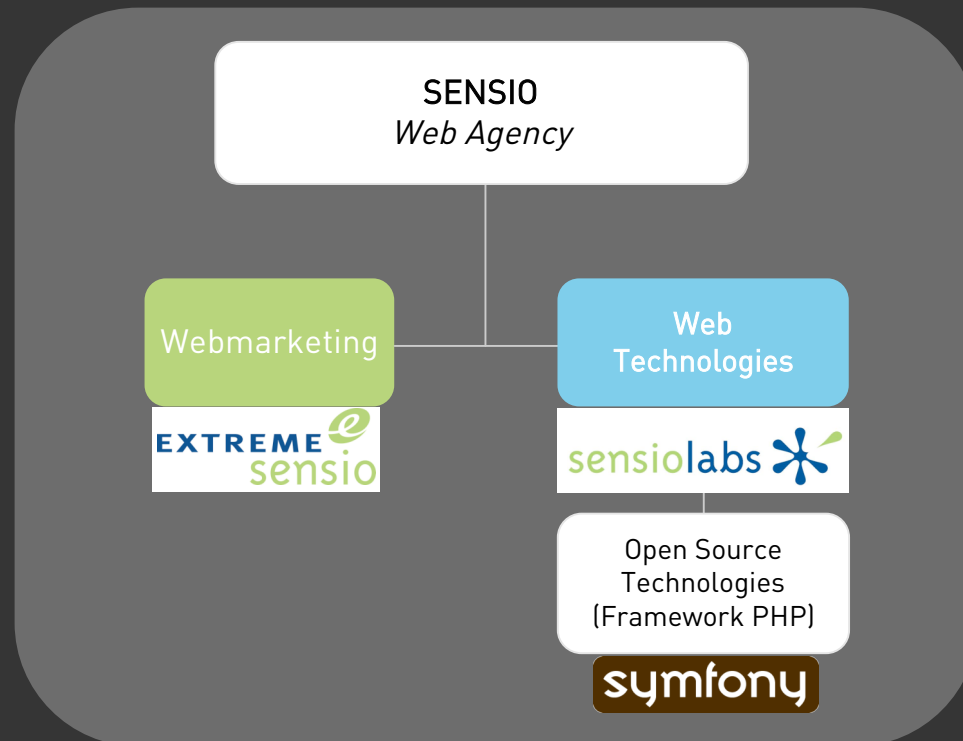 SENSIO
Web Agency
Webmarketing
EXTREME e
sensio
Web
Technologies
sensiolabs
Open Source
Technologies
(Framework PHP)
symfony